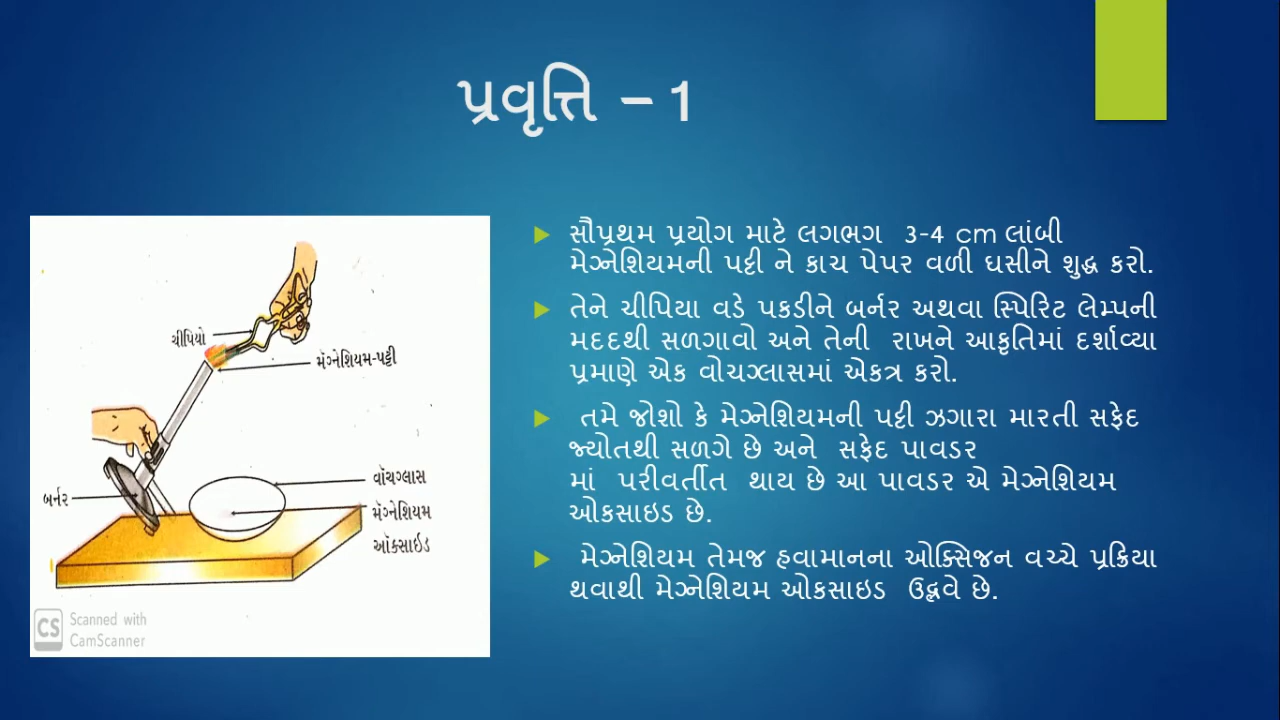 પ્રવૃત્તિ – 1
સૌપ્રથમ પ્રયોગ માટે લગભગ 3-4 cm લાંબી
મેગ્નેશિયમની પટ્ટી ને કાચ પેપર વળી ઘસીને શુદ્ધ કરો.
તેને ચીપિયા વડે પકડીને બર્નર અથવા સ્પિરિટ લેમ્પની
મદદથી સળગાવો અને તેની રાખને આકૃતિમાં દર્શાવ્યા
પ્રમાણે એક વોચગ્લાસમાં એકત્ર કરો.
તમે જોશો કે મેગ્નેશિયમની પટ્ટી ઝગારા મારતી સફેદ
જ્યોતથી સળગે છે અને સફેદ પાવડર
માં પરીવર્તીત થાય છે આ પાવડર એ મેગ્નેશિયમ
ઓકસાઇડ છે.
મેગ્નેશિયમ તેમજ હવામાનના ઓક્સિજન વચ્ચે પ્રક્રિયા
થવાથી મેગ્નેશિયમ ઓકસાઇડ ઉદ્ભવે છે.
ચીપિયો
મૅગ્નેશિયમ-પટ્ટી
બર્નર
વૉચગ્લાસ
મૅગ્નેશિયમ
ઑક્સાઇડ
CS Scanned with
CamScanner